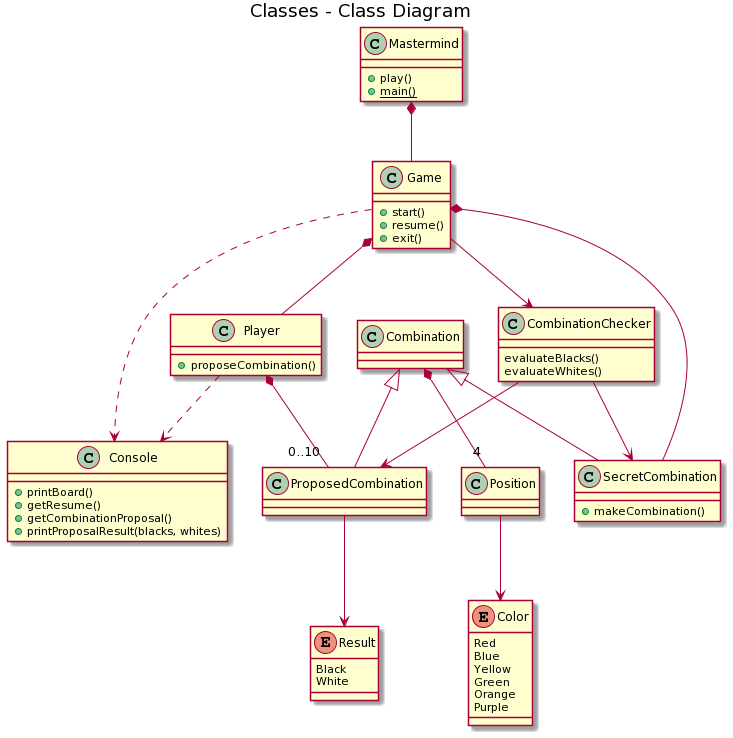 Classes - Class Diagram
C Mastermind
play()
main()
C Game
start()
resume()
exit()
C Player
proposeCombination()
C Combination
C CombinationChecker
evaluateBlacks()
evaluateWhites()
0..10
4
C Console
printBoard()
getResume()
getCombinationProposal()
printProposalResult(blacks, whites)
C ProposedCombination
C Position
C SecretCombination
makeCombination()
E Result
Black
White
E Color
Red
Blue
Yellow
Green
Orange
Purple